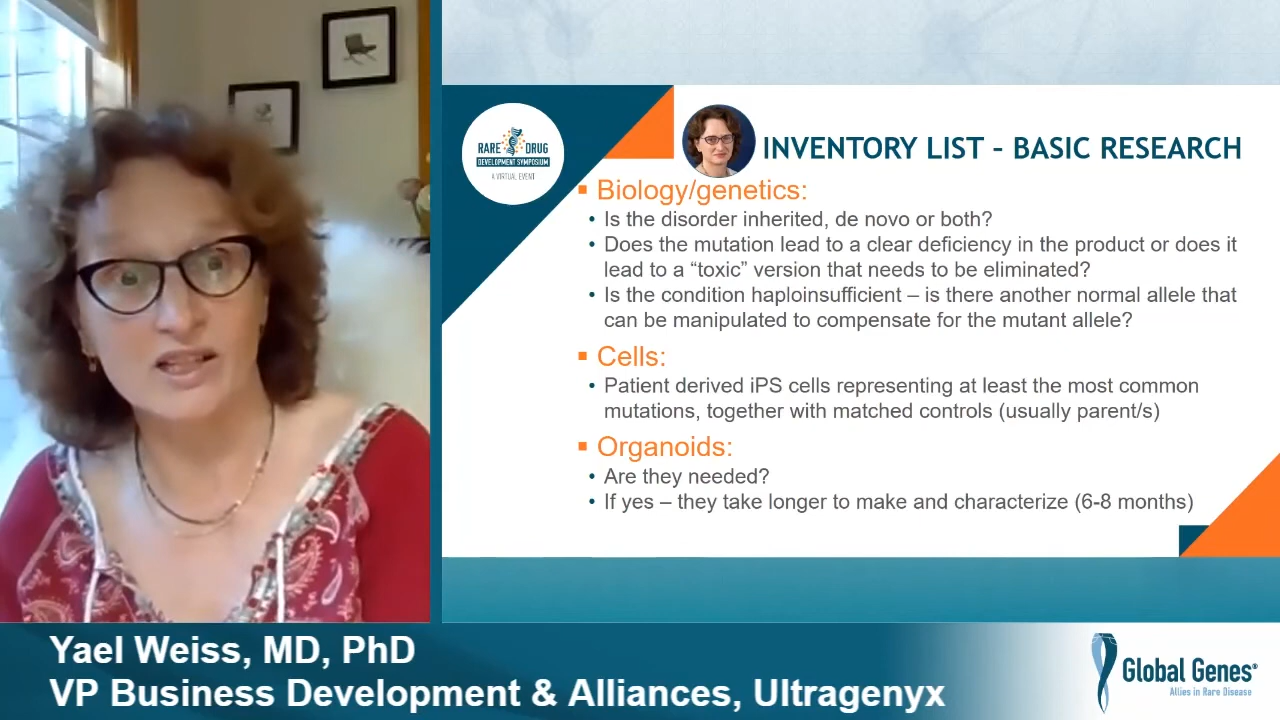 RARE DRUG
DEVELOPMENT SYMPOSIUM
A VIRTUAL EVENT
INVENTORY LIST – BASIC RESEARCH
▪ Biology/genetics:
• Is the disorder inherited, de novo or both?
• Does the mutation lead to a clear deficiency in the product or does it
lead to a “toxic” version that needs to be eliminated?
• Is the condition haploinsufficient – is there another normal allele that
can be manipulated to compensate for the mutant allele?
▪ Cells:
• Patient derived iPS cells representing at least the most common
mutations, together with matched controls (usually parent/s)
▪ Organoids:
• Are they needed?
• If yes – they take longer to make and characterize (6-8 months)
Yael Weiss, MD, PhD
VP Business Development & Alliances, Ultragenyx
Global Genes®
Allies in Rare Disease